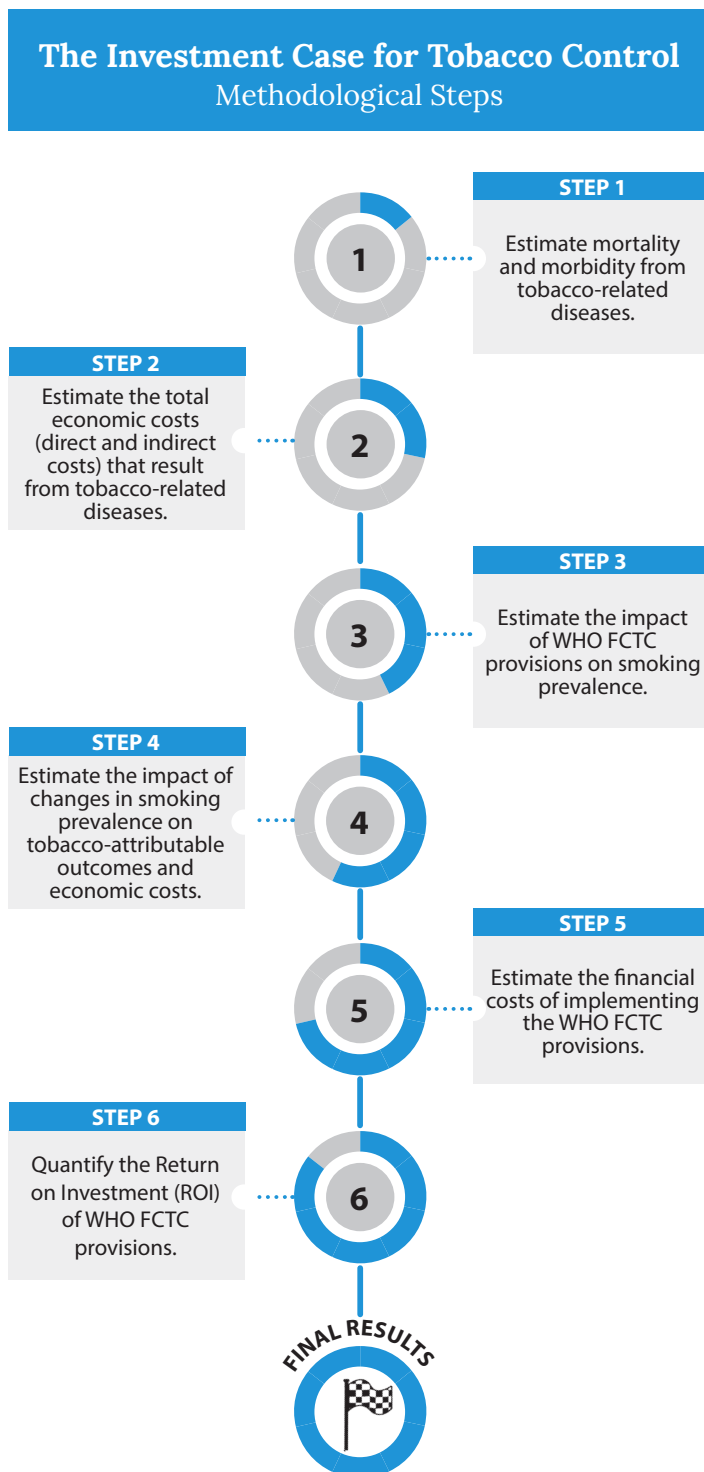 The Investment Case for Tobacco Control
Methodological Steps
1
STEP 1
Estimate mortality
and morbidity from
tobacco-related
diseases.
STEP 2
Estimate the total
economic costs
(direct and indirect
costs) that result
from tobacco-related
diseases.
2
3
STEP 3
Estimate the impact
of WHO FCTC
provisions on smoking
prevalence.
STEP 4
Estimate the impact of
changes in smoking
prevalence on
tobacco-attributable
outcomes and
economic costs.
4
5
STEP 5
Estimate the financial
costs of implementing
the WHO FCTC
provisions.
STEP 6
Quantify the Return
on Investment (ROI)
of WHO FCTC
provisions.
6
FINAL RESULTS